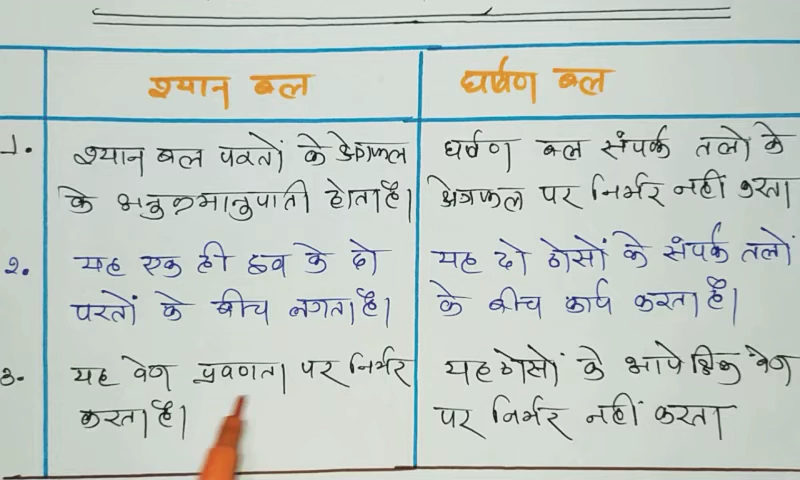 श्यान बल घर्षण बल
1. श्यान बल परतों के क्षेत्रफल
के अनुक्रमानुपाती होता है।
घर्षण बल संपर्क तलो के
क्षेत्रफल पर निर्भर नहीं करता
2. यह एक ही द्रव के दो
परतों के बीच लगता है।
यह दो ठोसों के संपर्क तलों
के बीच कार्य करता है।
3. यह वेग प्रवणता पर निर्भर
करता है।
यह ठोसों के आपेक्षिक वेग
पर निर्भर नहीं करता